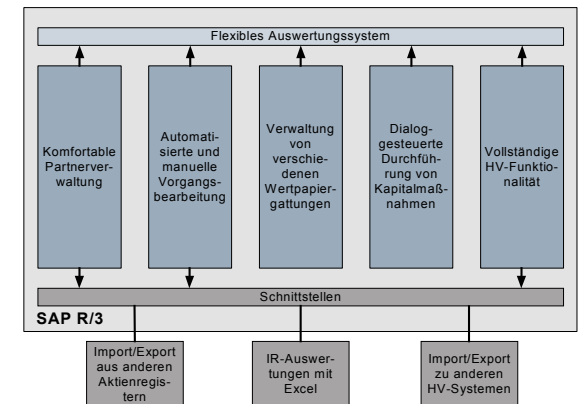 Flexibles Auswertungssystem
Komfortable
Partnerver-
waltung
Automati-
sierte und
manuelle
Vorgangs-
bearbeitung
Verwaltung
von
verschie-
denen
Wertpapier-
gattungen
Dialog-
gesteuerte
Durchfüh-
rung von
Kapitalmaß-
nahmen
Vollständige
HV-Funktio-
nalität
Schnittstellen
SAP R/3
Import/Export
aus anderen
Aktienregis-
tern
IR-Auswer-
tungen mit
Excel
Import/Export
zu anderen
HV-Systemen